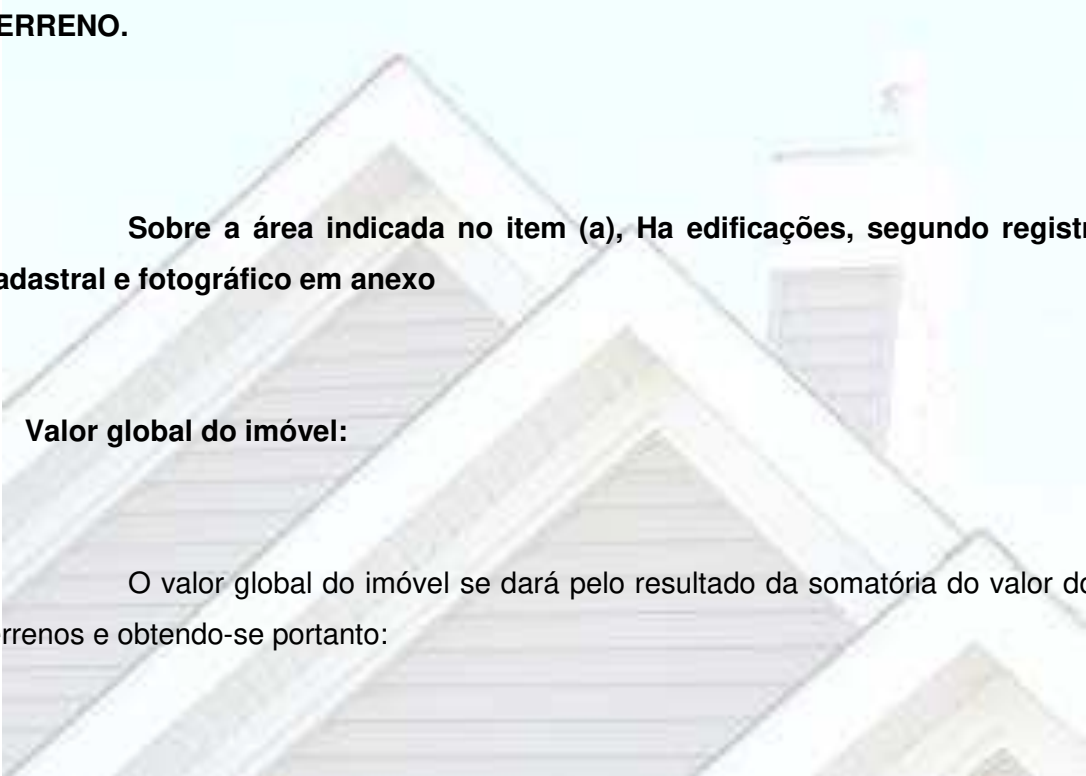 ERRENO.
Sobre a área indicada no item (a), Ha edificações, segundo registr
adastral e fotográfico em anexo
Valor global do imóvel:
O valor global do imóvel se dará pelo resultado da somatória do valor do
rrenos e obtendo-se portanto: